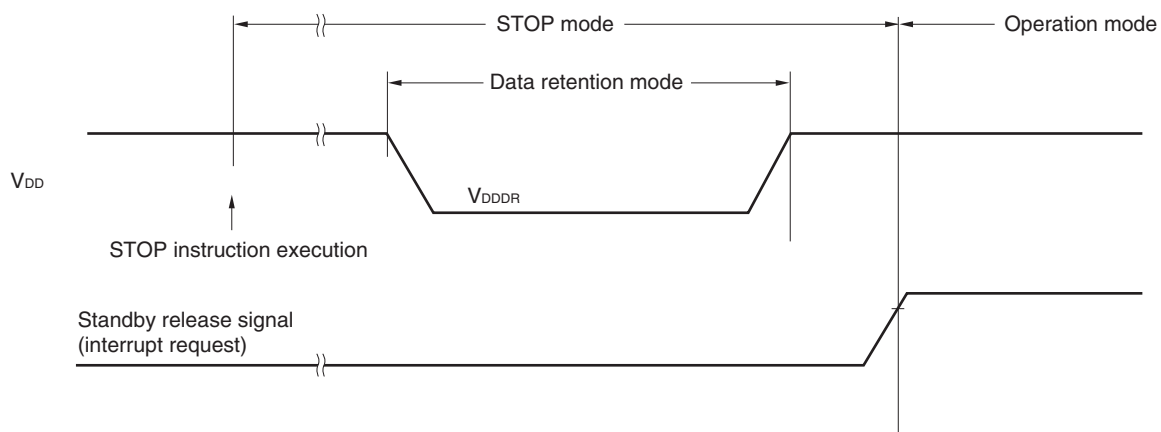 STOP mode
Operation mode
Data retention mode
VDD
VDDDR
STOP instruction execution
Standby release signal
(interrupt request)